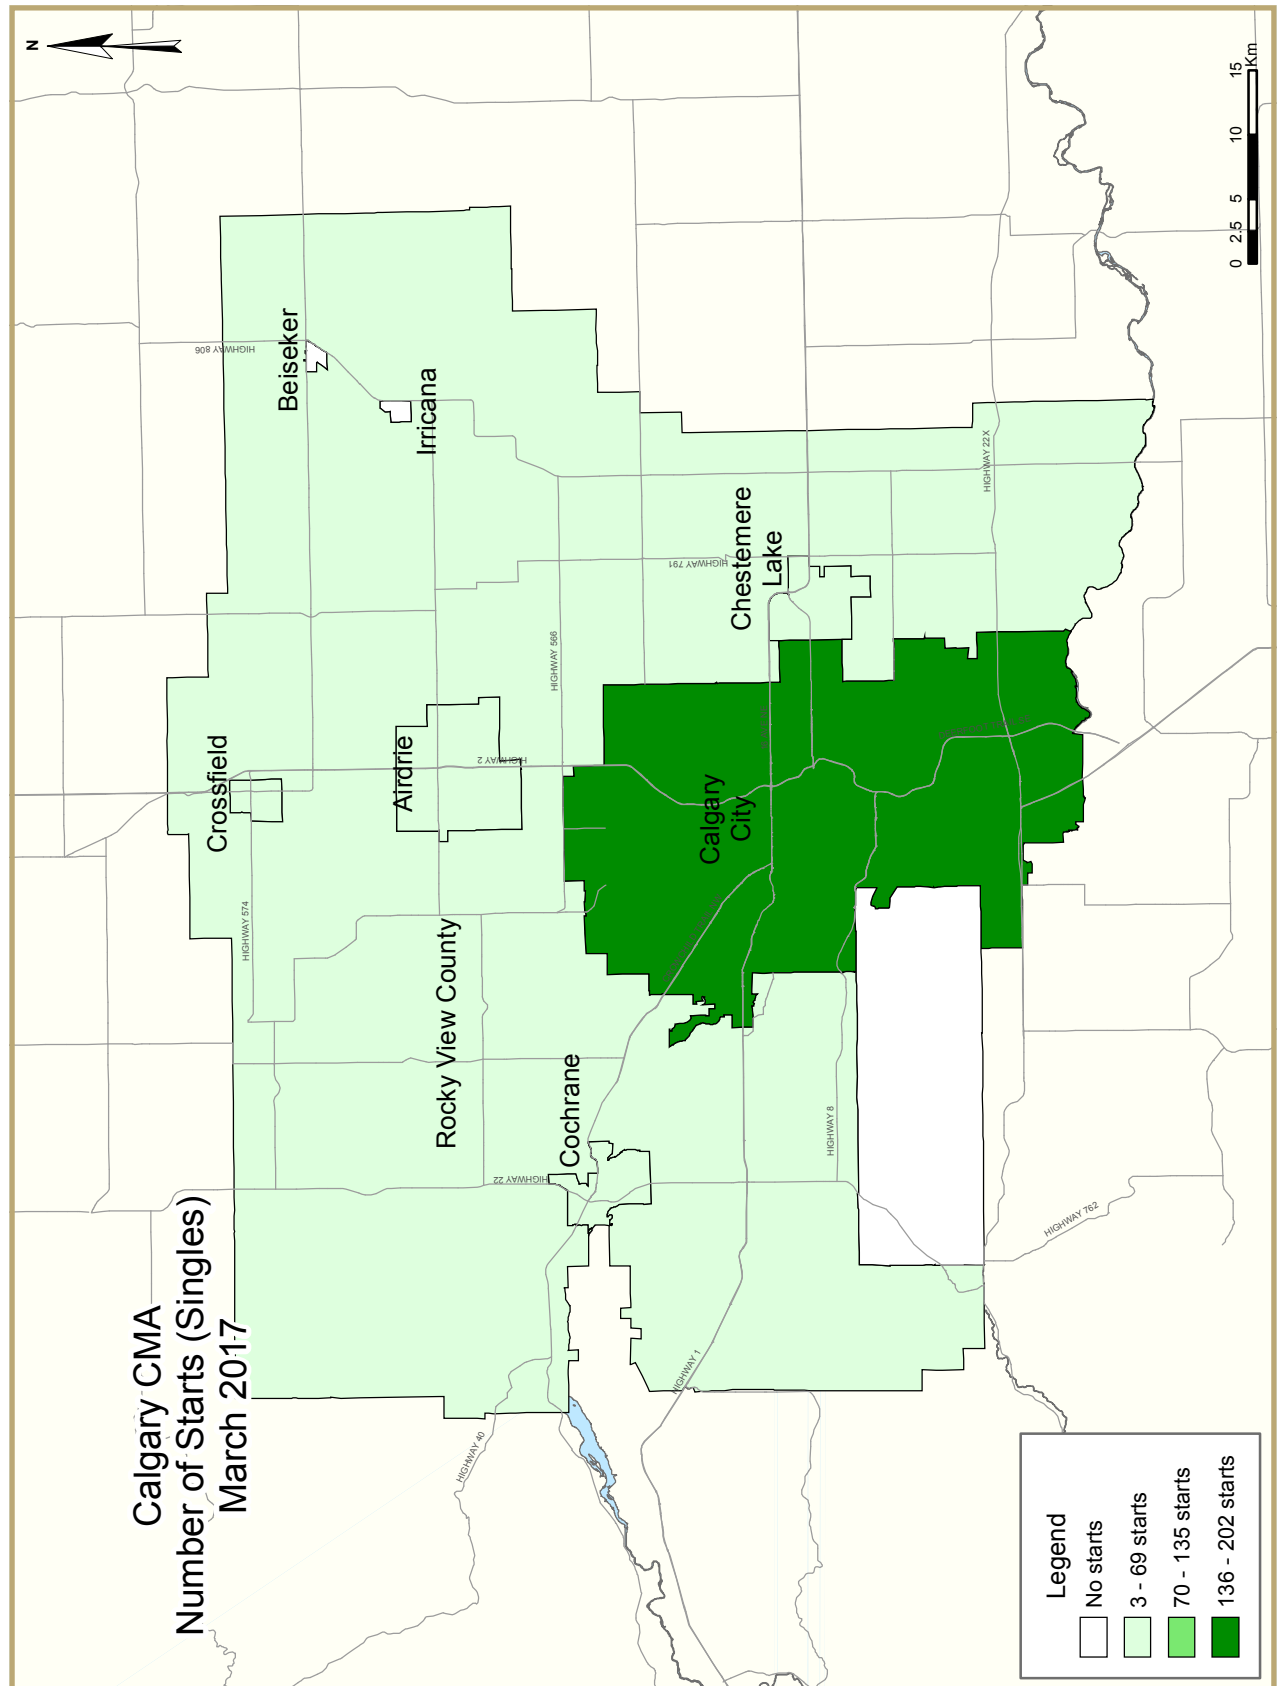 Calgary CMA
Number of Starts (Singles)
March 2017
N
Crossfield
Beiseker
Irricana
Airdrie
Rocky View County
Cochrane
Chestemere
Lake
Calgary
City
HIGHWAY 574
HIGHWAY 806
HIGHWAY 2
HIGHWAY 566
HIGHWAY 22
HIGHWAY 791
HIGHWAY 40
HIGHWAY 1
HIGHWAY 8
HIGHWAY 22X
HIGHWAY 762
Legend
No starts
3 - 69 starts
70 - 135 starts
136 - 202 starts
0 2.5 5 10 15
Km